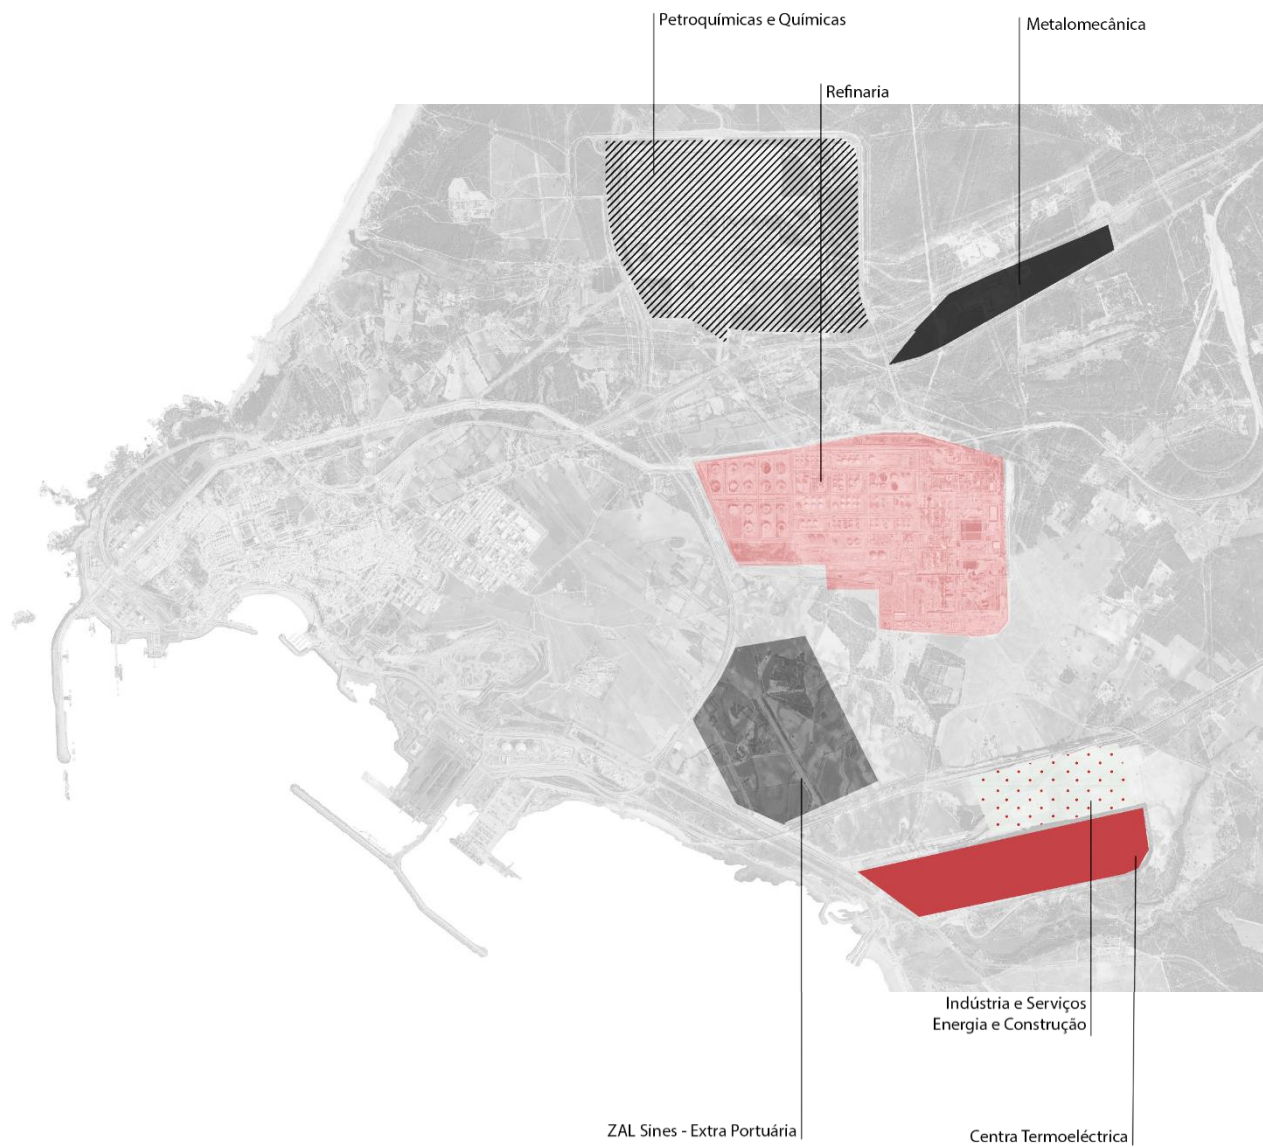 Petroquímicas e Químicas
Metalomecânica
Refinaria
Indústria e Serviços
Energia e Construção
ZAL Sines - Extra Portuária
Centra Termoeléctrica